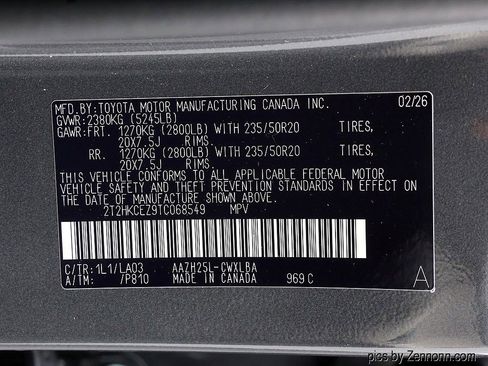 MFD.BY:TOYOTA MOTOR MANUFACTURING CANADA INC. 02/26
GVWR:2380KG (5245LB)
GAWR:FRT. 1270KG (2800LB) WITH 235/50R20 TIRES,
20X7.5J RIMS.
RR. 1270KG (2800LB) WITH 235/50R20 TIRES,
20X7.5J RIMS.
THIS VEHICLE CONFORMS TO ALL APPLICABLE FEDERAL MOTOR
VEHICLE SAFETY AND THEFT PREVENTION STANDARDS IN EFFECT
ON THE DATE OF MANUFACTURE SHOWN ABOVE.
2T2HKCEZ9TC068549 MPV
C/TR:1L1/LA03 AAZH25L-CWXLBA
A/TM: /P810 MADE IN CANADA 969C A
pics by Zennonn.com